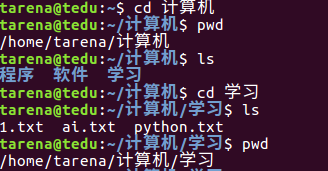 tarena@tedu:~$ cd 计算机
tarena@tedu:~/计算机$ pwd
/home/tarena/计算机
tarena@tedu:~/计算机$ ls
程序  软件  学习
tarena@tedu:~/计算机$ cd 学习
tarena@tedu:~/计算机/学习$ ls
1.txt  ai.txt  python.txt
tarena@tedu:~/计算机/学习$ pwd
/home/tarena/计算机/学习